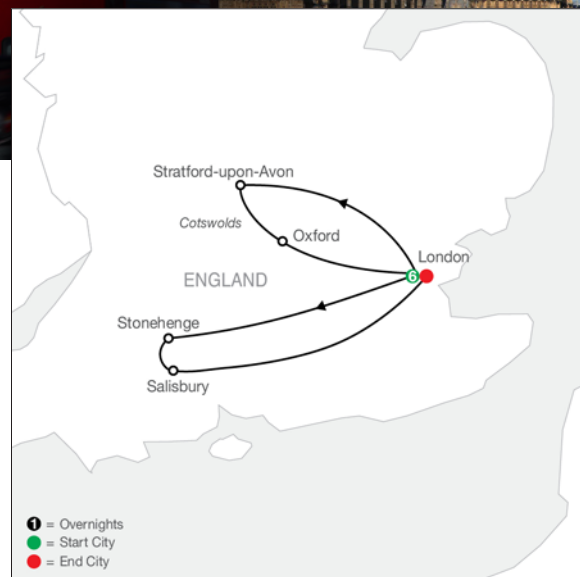 Stratford-upon-Avon
Cotswolds
Oxford
London
6
ENGLAND
Stonehenge
Salisbury
1 = Overnights
= Start City
= End City